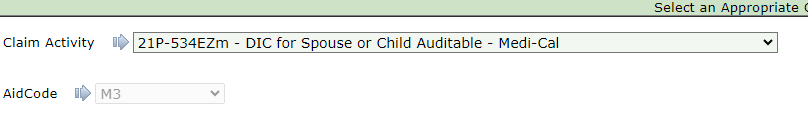 Select an Appropriate
Claim Activity 21P-534EZm - DIC for Spouse or Child Auditable - Medi-Cal
AidCode M3